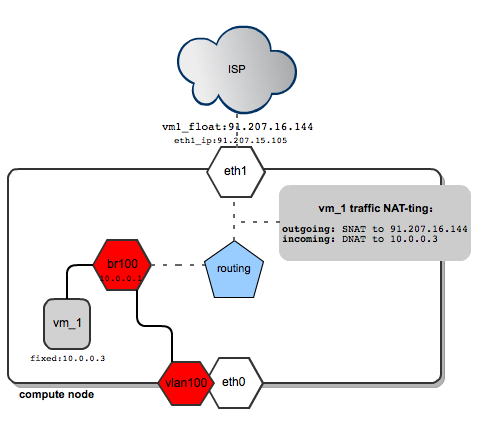 ISP
vm1_float:91.207.16.144
eth1_ip:91.207.15.105
eth1
vm_1 traffic NAT-ting:
outgoing: SNAT to 91.207.16.144
incoming: DNAT to 10.0.0.3
br100
10.0.0.1
routing
vm_1
fixed:10.0.0.3
vlan100
eth0
compute node